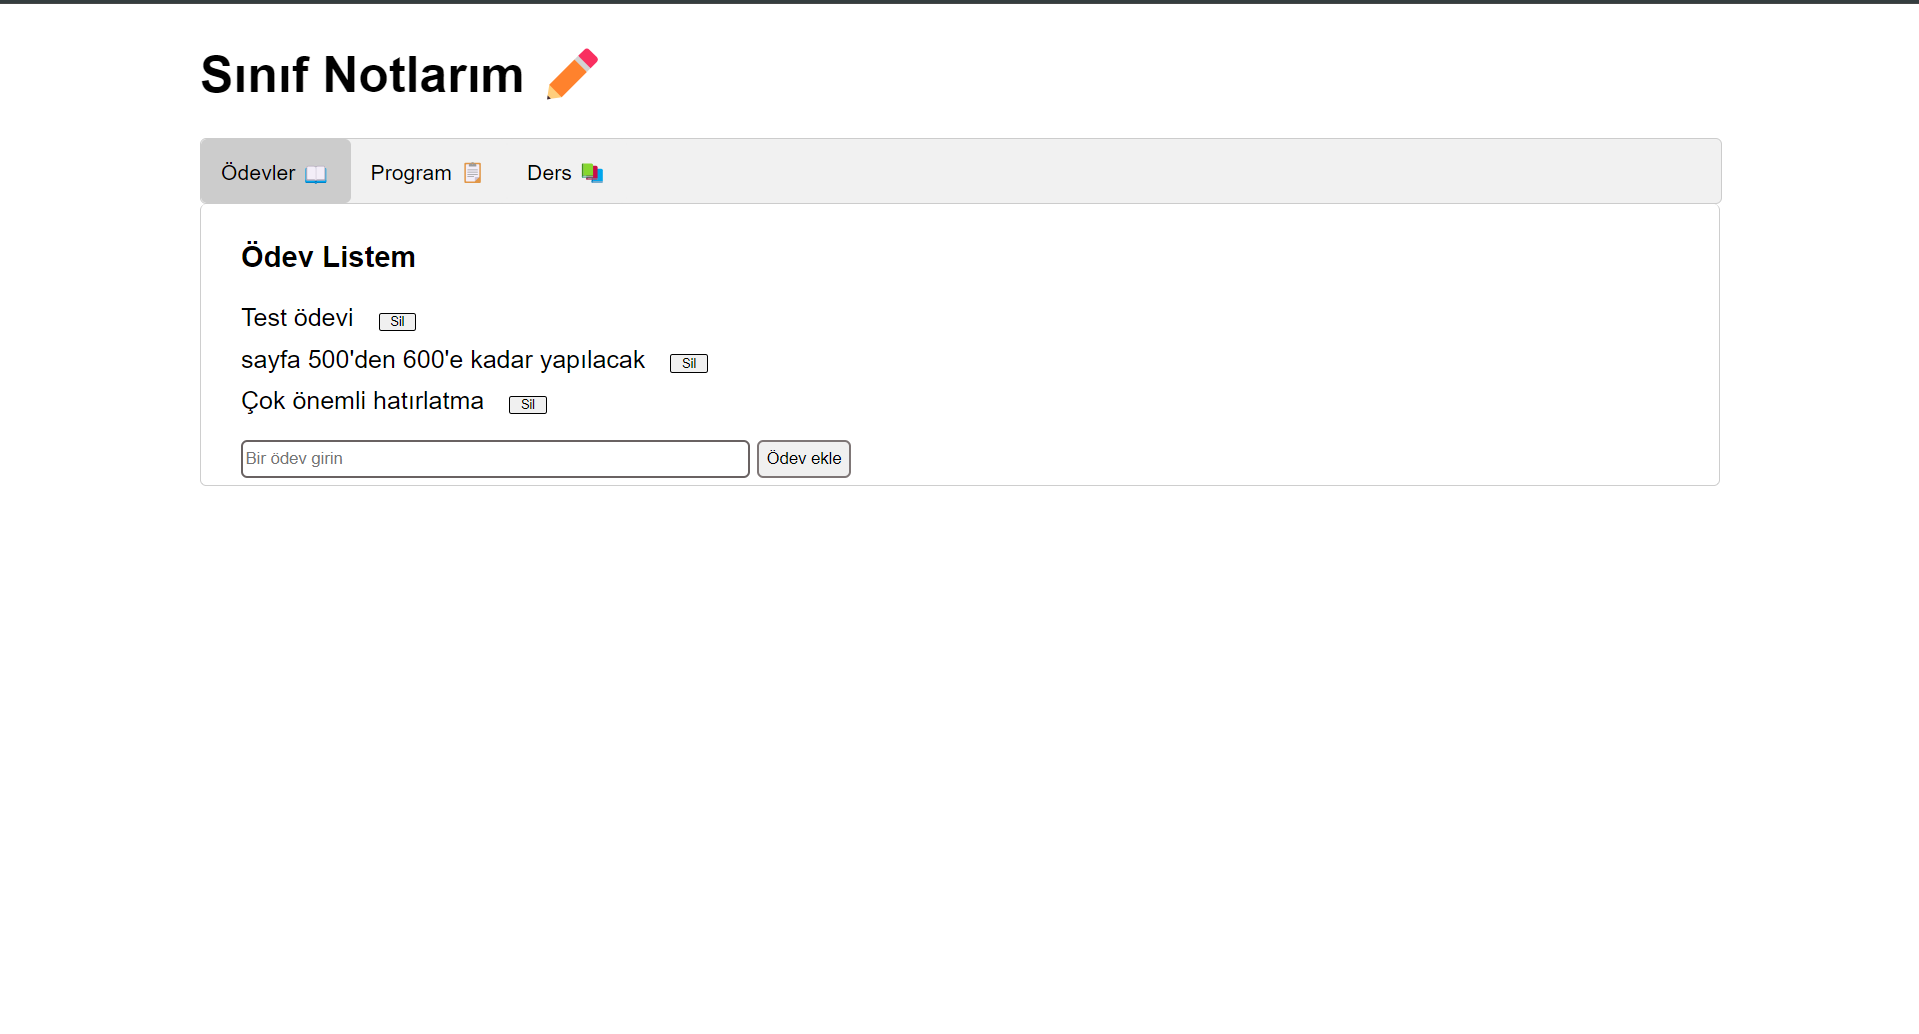 Sınıf Notlarım
Ödevler Program Ders
Ödev Listem
Test ödevi Sil
sayfa 500'den 600'e kadar yapılacak Sil
Çok önemli hatırlatma Sil
Bir ödev girin Ödev ekle